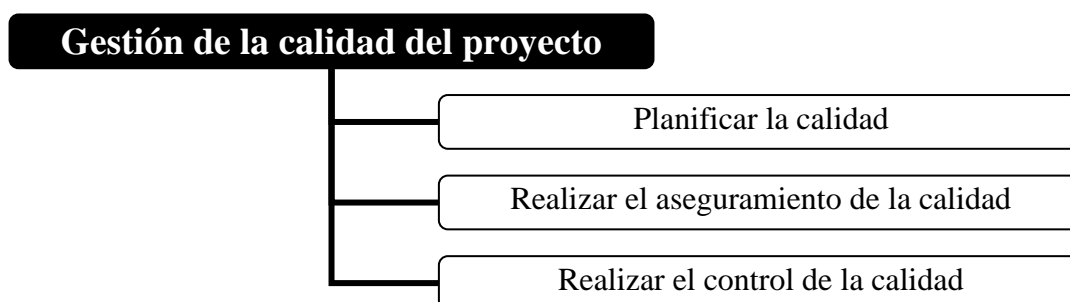 Gestión de la calidad del proyecto
Planificar la calidad
Realizar el aseguramiento de la calidad
Realizar el control de la calidad